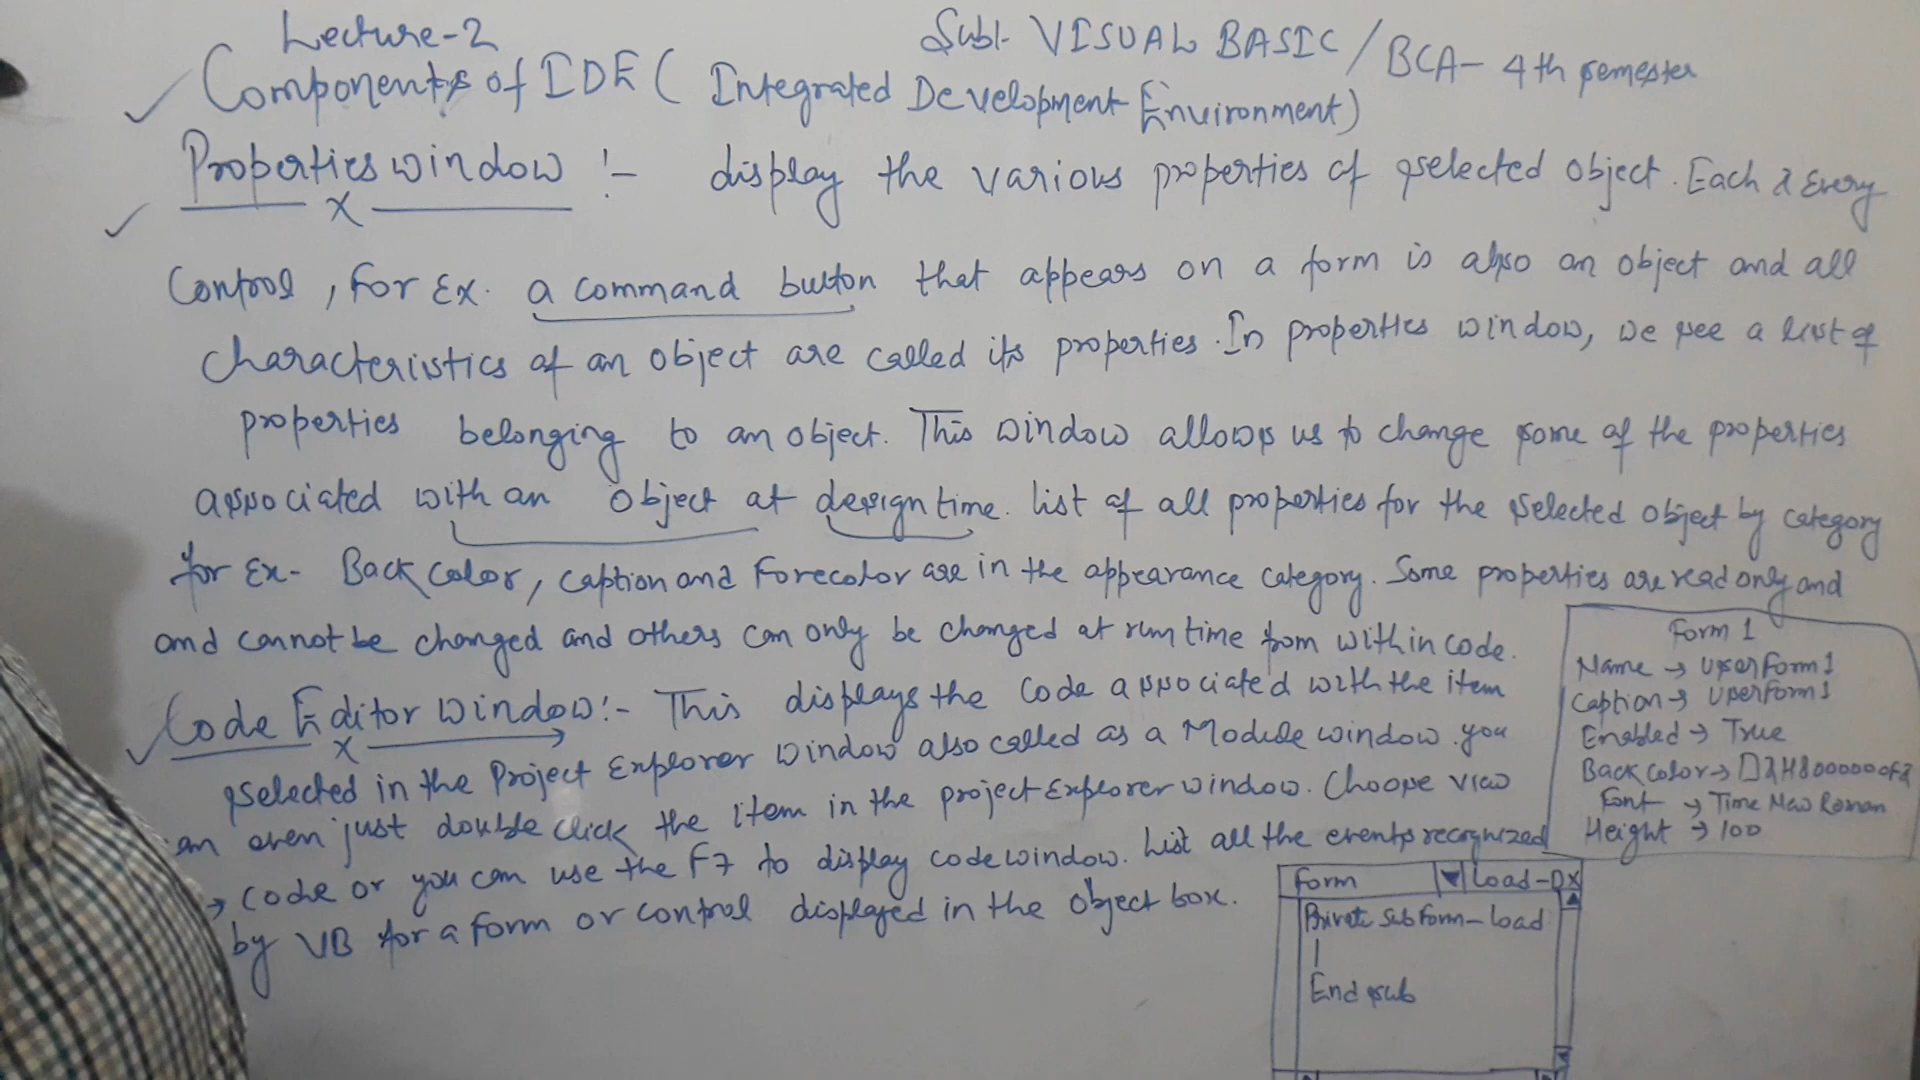 Lecture-2
Sub:- VISUAL BASIC / BCA- 4th semester
Components of IDE ( Integrated Development Environment)
Properties window :- display the various properties of selected object. Each & Every
Control, for Ex. a command button that appears on a form is also an object and all
characteristics of an object are called its properties. In properties window, we see a list of
properties belonging to an object. This window allows us to change some of the properties
associated with an object at design time. list of all properties for the selected object by category
for Ex- Back color, caption and Forecolor are in the appearance category. Some properties are read only and
and cannot be changed and others can only be changed at run time from within code.
Code Editor window:- This displays the code associated with the item
selected in the Project Explorer window also called as a Module window. you
can even just double click the item in the project Explorer window. Choose view
→ code or you can use the F7 to display code window. List all the events recognized
by VB for a form or control displayed in the object box.
Form 1
Name → UserForm1
Caption → UserForm1
Enabled → True
Back color →
Font → Time New Roman
Height → 100
Form Load
Private Sub Form-Load
End sub